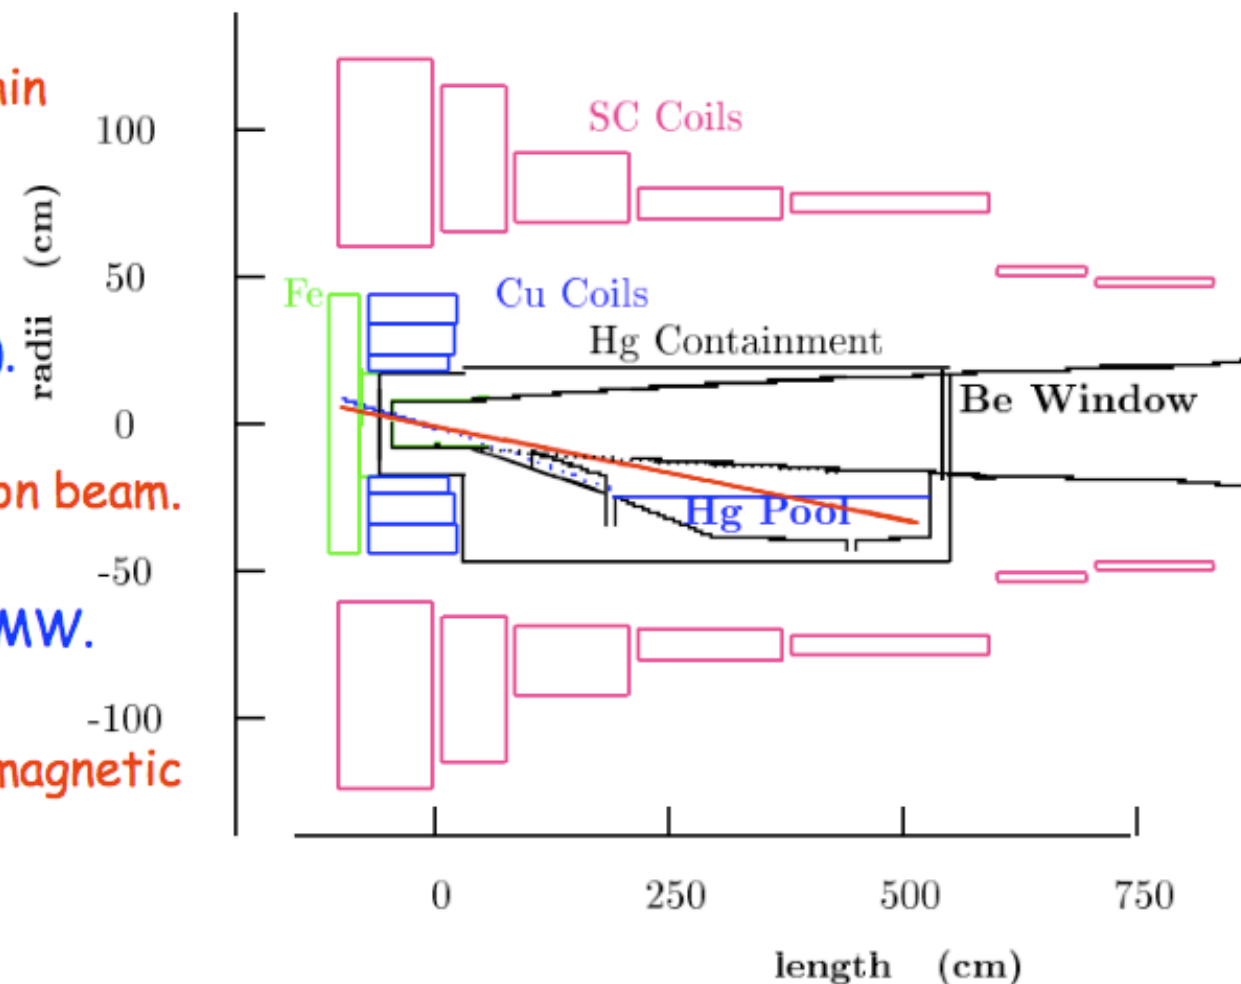 min
100
SC Coils
radii (cm)
50
Fe
Cu Coils
).
Hg Containment
Be Window
0
on beam.
Hg Pool
-50
MW.
-100
magnetic
0 250 500 750
length (cm)